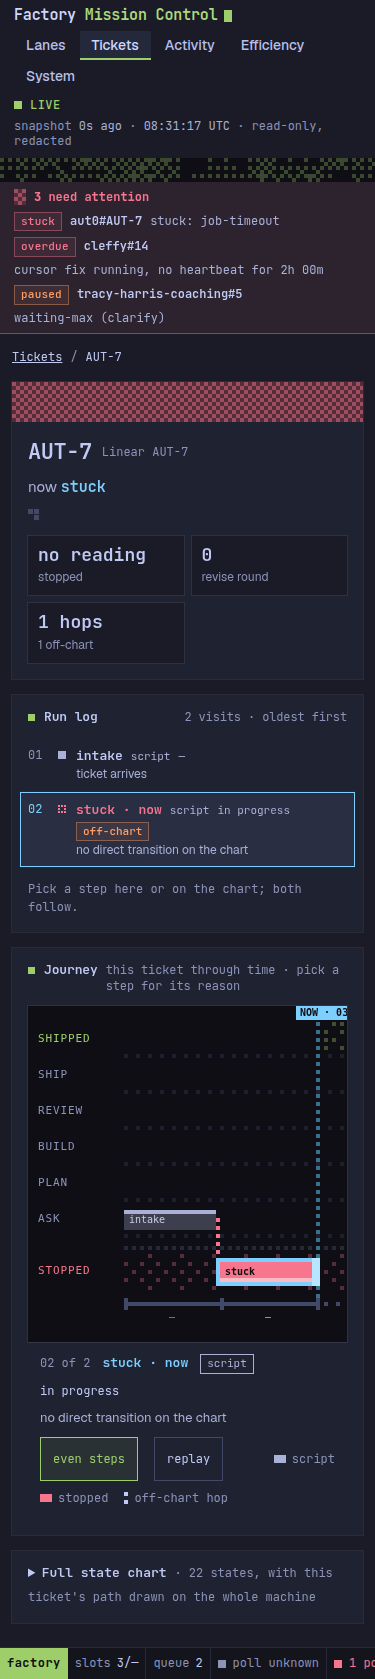 Factory Mission Control
Lanes Tickets Activity Efficiency
System
LIVE
snapshot 0s ago · 08:31:17 UTC · read-only,
redacted
3 need attention
stuck aut0#AUT-7 stuck: job-timeout
overdue cleffy#14
cursor fix running, no heartbeat for 2h 00m
paused tracy-harris-coaching#5
waiting-max (clarify)
Tickets / AUT-7
AUT-7 Linear AUT-7
now stuck
no reading
stopped
0
revise round
1 hops
1 off-chart
Run log 2 visits · oldest first
01 intake script —
ticket arrives
02 stuck · now script in progress
off-chart
no direct transition on the chart
Pick a step here or on the chart; both
follow.
Journey this ticket through time · pick a
step for its reason
NOW · 03
SHIPPED
SHIP
REVIEW
BUILD
PLAN
ASK intake
STOPPED stuck
— —
02 of 2 stuck · now script
in progress
no direct transition on the chart
even steps replay script
stopped off-chart hop
Full state chart · 22 states, with this
ticket's path drawn on the whole machine
factory slots 3/— queue 2 poll unknown 1 po